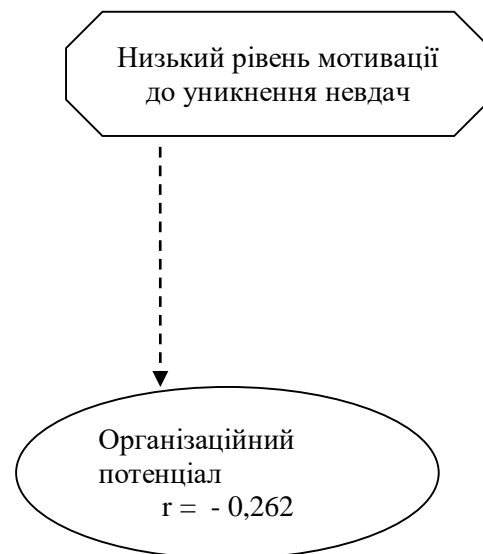 Низький рівень мотивації
до уникнення невдач
Організаційний
потенціал
r = - 0,262